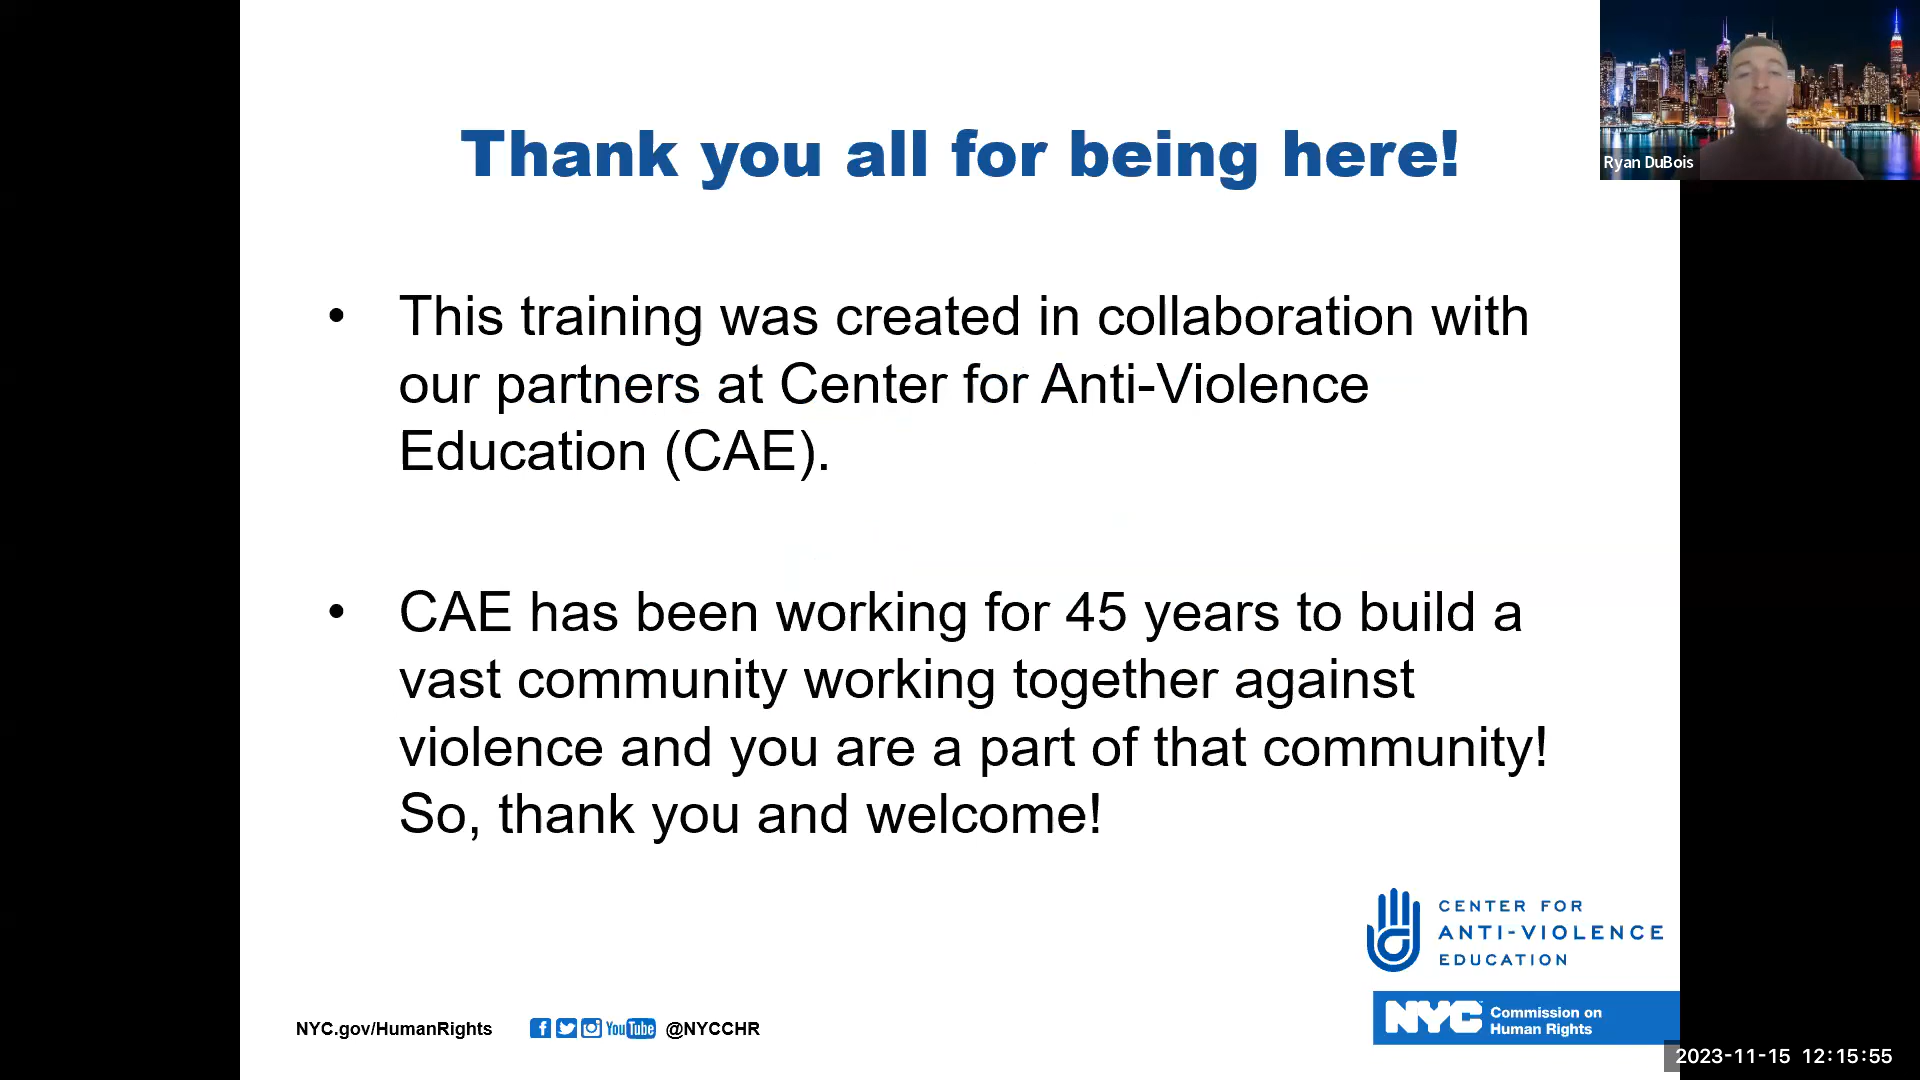 Thank you all for being here!
Ryan DuBois
• This training was created in collaboration with
our partners at Center for Anti-Violence
Education (CAE).
• CAE has been working for 45 years to build a
vast community working together against
violence and you are a part of that community!
So, thank you and welcome!
CENTER FOR
ANTI-VIOLENCE
EDUCATION
NYC.gov/HumanRights
YouTube @NYCCHR
NYC Commission on
Human Rights
2023-11-15 12:15:55